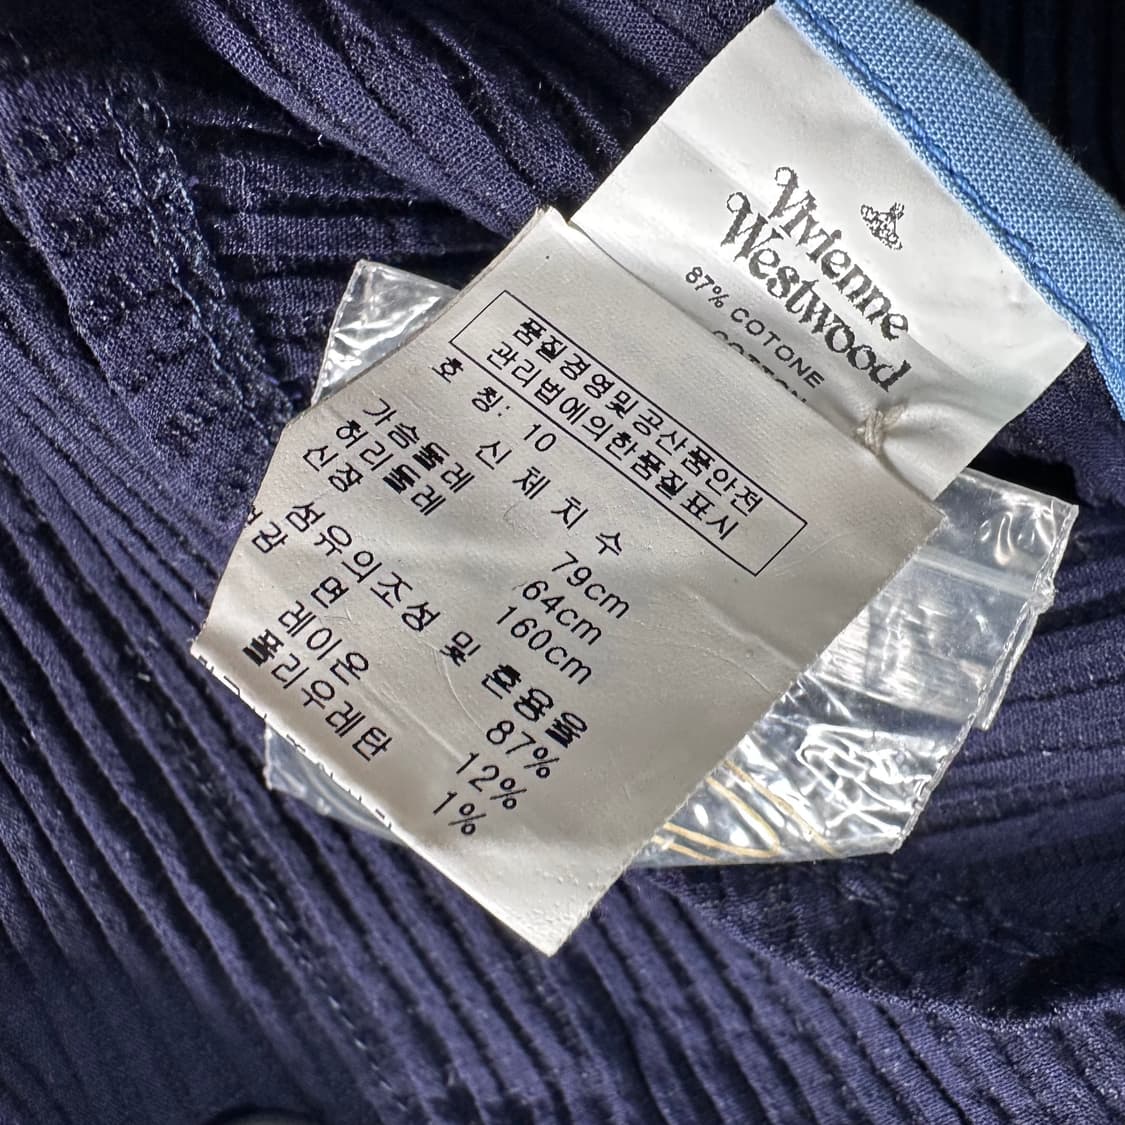 Vivienne
Westwood
87% COTONE
품질경영및공산품안전
관리법에의한품질표시
호 칭: 10
신 체 치 수
가슴둘레 79cm
허리둘레 64cm
신장 160cm
섬유의조성 및 혼용율
겉감
면 87%
레이온 12%
폴리우레탄 1%